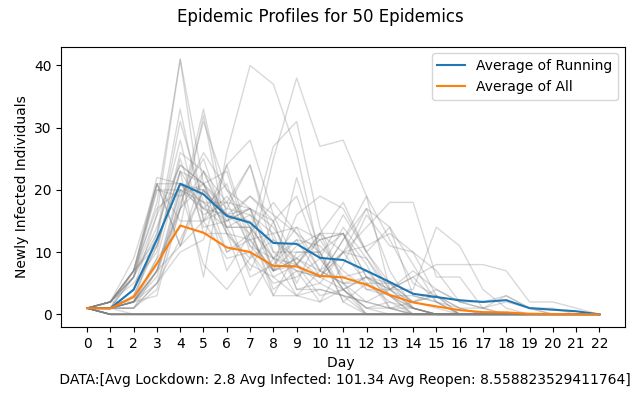 Epidemic Profiles for 50 Epidemics
Average of Running
Average of All
Newly Infected Individuals
40
30
20
10
0
0 1 2 3 4 5 6 7 8 9 10 11 12 13 14 15 16 17 18 19 20 21 22
Day
DATA:[Avg Lockdown: 2.8 Avg Infected: 101.34 Avg Reopen: 8.558823529411764]